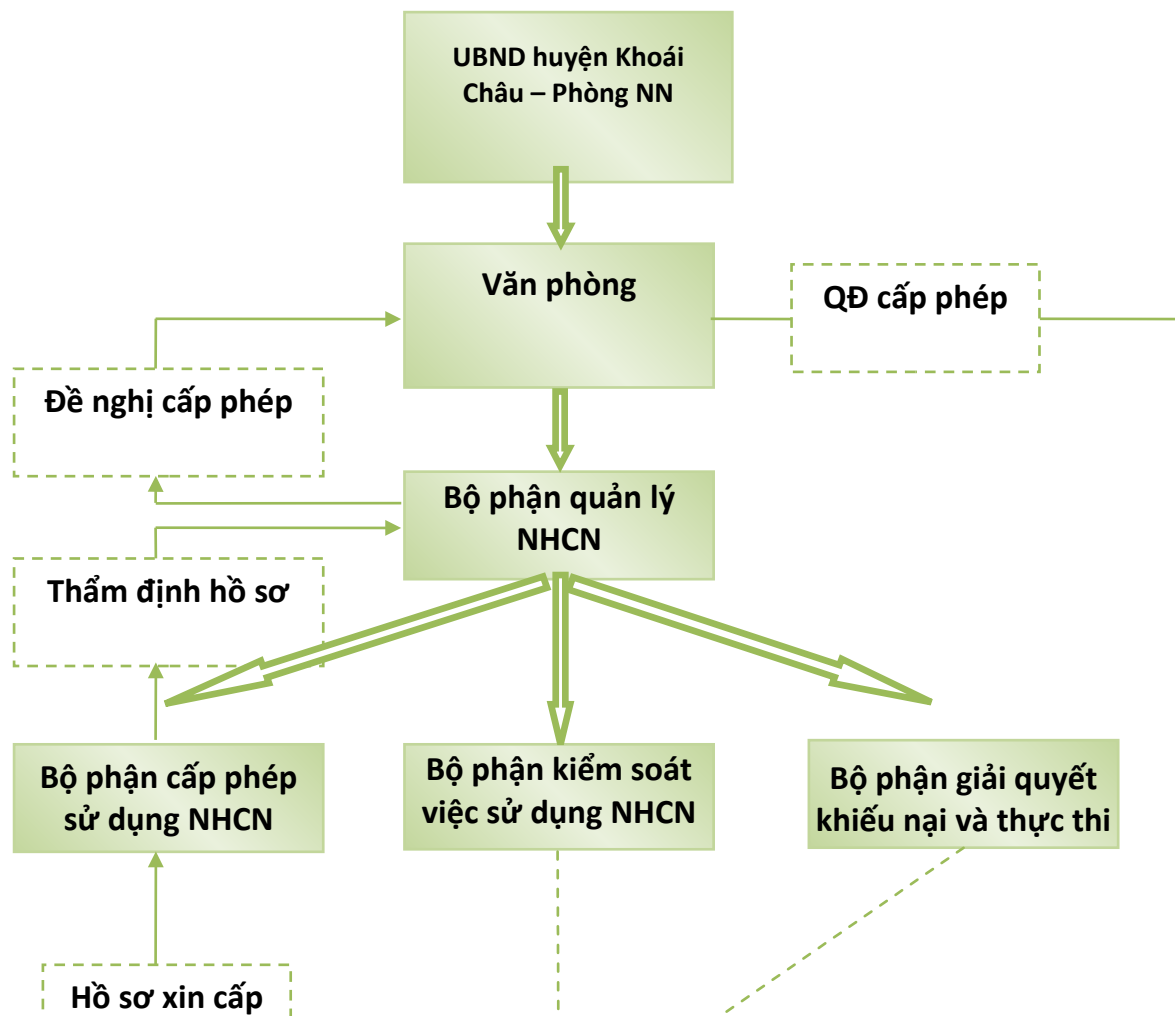 UBND huyện Khoái
Châu – Phòng NN
Văn phòng
QĐ cấp phép
Đề nghị cấp phép
Bộ phận quản lý
NHCN
Thẩm định hồ sơ
Bộ phận cấp phép
sử dụng NHCN
Bộ phận kiểm soát
việc sử dụng NHCN
Bộ phận giải quyết
khiếu nại và thực thi
Hồ sơ xin cấp